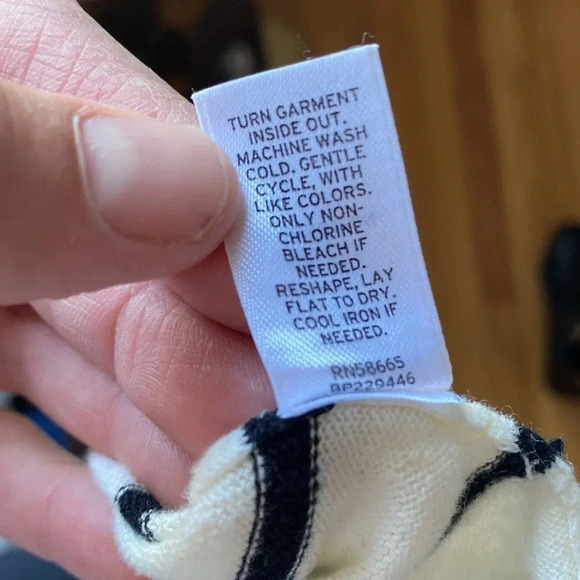 TURN GARMENT
INSIDE OUT.
MACHINE WASH
COLD. GENTLE
CYCLE, WITH
LIKE COLORS.
ONLY NON-
CHLORINE
BLEACH IF
NEEDED.
RESHAPE, LAY
FLAT TO DRY.
COOL IRON IF
NEEDED.
RN58665
BP229446